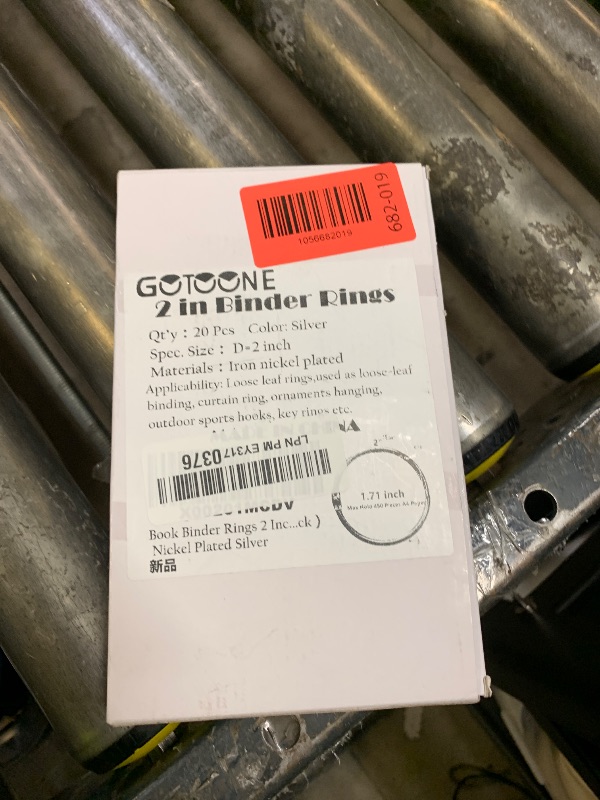 682-019
1056682019
GOTOONE
2 in Binder Rings
Qt'y : 20 Pcs Color: Silver
Spec. Size : D=2 inch
Materials : Iron nickel plated
Applicability: Loose leaf rings,used as loose-leaf
binding, curtain ring, ornaments hanging,
outdoor sports hooks, key rings etc.
LPN PM EY317 0376
1.71 inch
Book Binder Rings 2 Inc...ck )
Nickel Plated Silver
新品